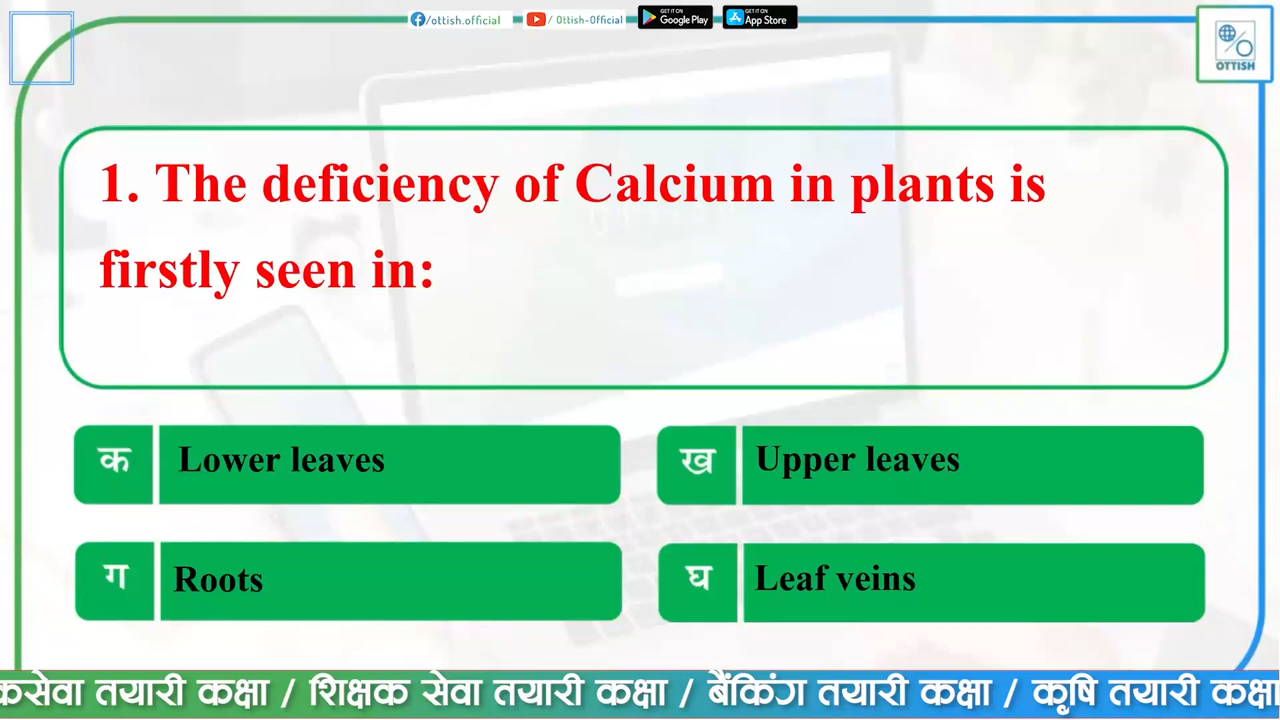 /ottish.official
/ Ottish-Official
GET IT ON
Google Play
GET IT ON
App Store
OTTISH
1. The deficiency of Calcium in plants is
firstly seen in:
क Lower leaves
ख Upper leaves
ग Roots
घ Leaf veins
कसेवा तयारी कक्षा / शिक्षक सेवा तयारी कक्षा / बैंकिंग तयारी कक्षा / कृषि तयारी कक्षा